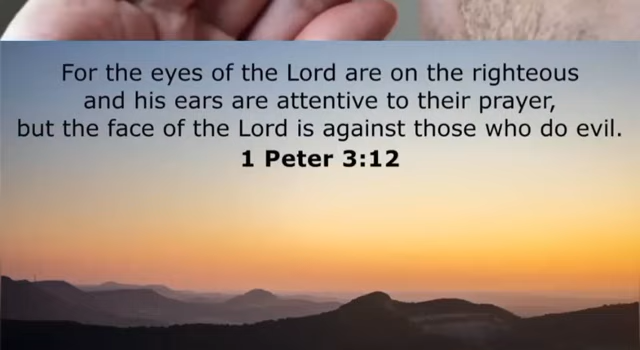 For the eyes of the Lord are on the righteous
and his ears are attentive to their prayer,
but the face of the Lord is against those who do evil.
1 Peter 3:12